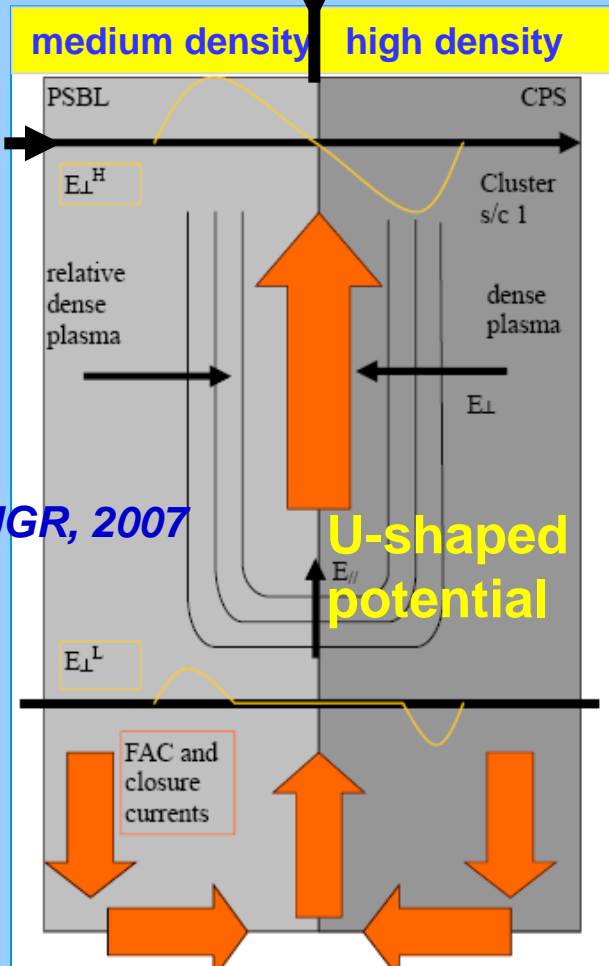 medium density
high density
PSBL
CPS
E⊥H
Cluster
s/c 1
relative
dense
plasma
dense
plasma
E⊥
JGR, 2007
U-shaped
potential
E//
E⊥L
FAC and
closure
currents